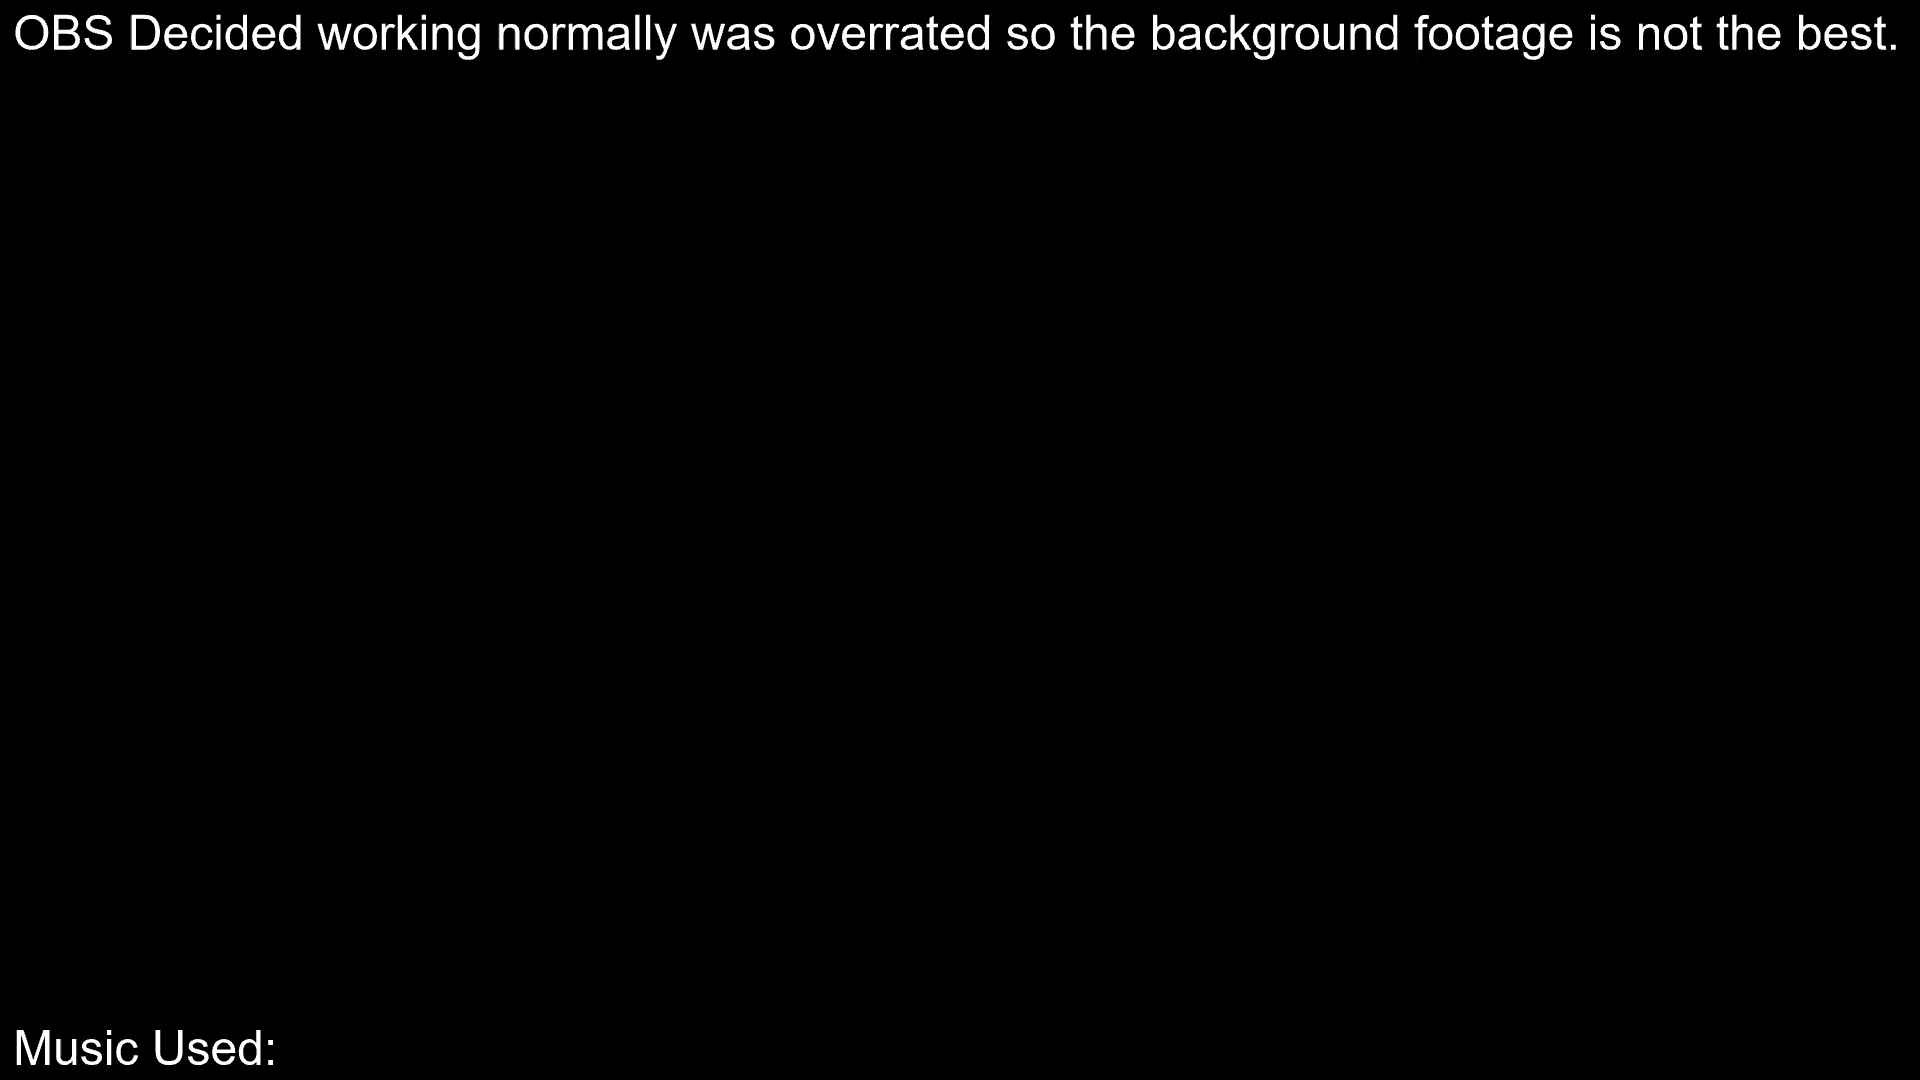 OBS Decided working normally was overrated so the background footage is not the best.
Music Used: